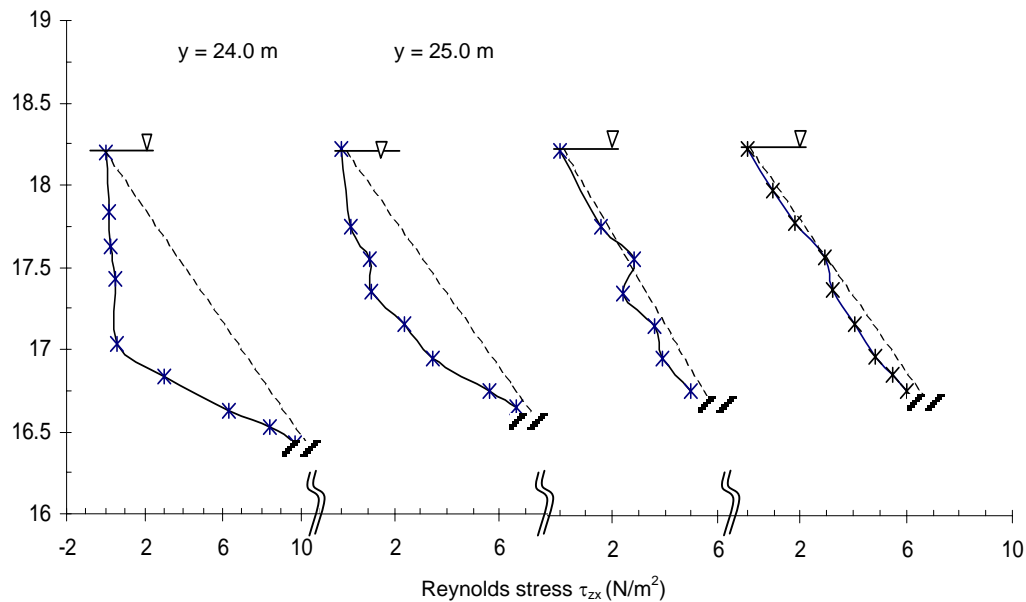 19
y = 24.0 m y = 25.0 m
18.5
18
17.5
17
16.5
16
-2 2 6 10 2 6 2 6 2 6 10
Reynolds stress τzx (N/m²)